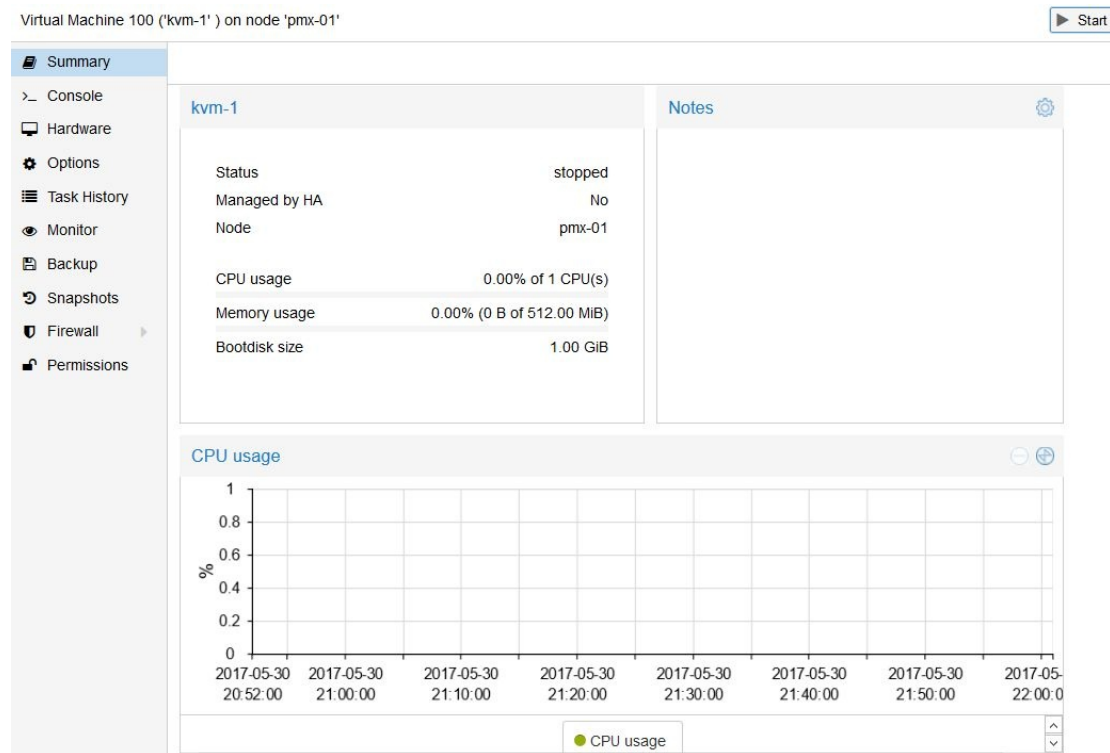 Virtual Machine 100 ('kvm-1' ) on node 'pmx-01'
Start
Summary
>_ Console
Hardware
Options
Task History
Monitor
Backup
Snapshots
Firewall
Permissions
kvm-1
Status stopped
Managed by HA No
Node pmx-01
CPU usage 0.00% of 1 CPU(s)
Memory usage 0.00% (0 B of 512.00 MiB)
Bootdisk size 1.00 GiB
Notes
CPU usage
1
0.8
0.6
0.4
0.2
0
%
2017-05-30 2017-05-30 2017-05-30 2017-05-30 2017-05-30 2017-05-30 2017-05-30 2017-05-
20:52:00 21:00:00 21:10:00 21:20:00 21:30:00 21:40:00 21:50:00 22:00:0
CPU usage